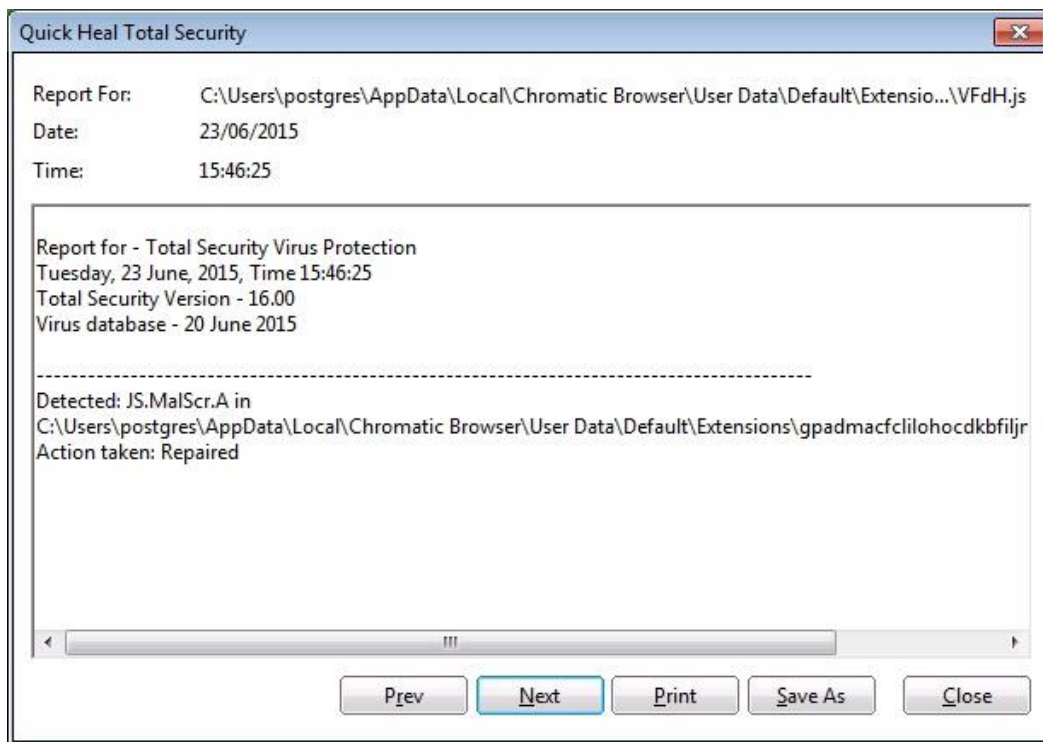 Quick Heal Total Security
Report For: C:\Users\postgres\AppData\Local\Chromatic Browser\User Data\Default\Extensio...\VFdH.js
Date: 23/06/2015
Time: 15:46:25
Report for - Total Security Virus Protection
Tuesday, 23 June, 2015, Time 15:46:25
Total Security Version - 16.00
Virus database - 20 June 2015
-----------------------------------------------------------------------------------------
Detected: JS.MalScr.A in
C:\Users\postgres\AppData\Local\Chromatic Browser\User Data\Default\Extensions\gpadmacfclilohocdkbfiljr
Action taken: Repaired
Prev Next Print Save As Close